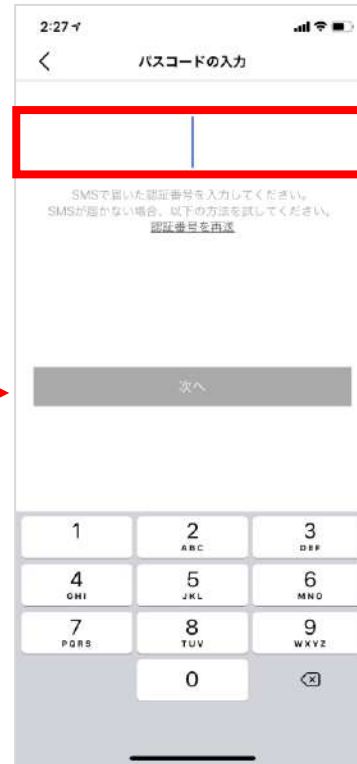 2:27
パスコードの入力
SMSで届いた認証番号を入力してください。
SMSが届かない場合、以下の方法を試してください。
認証番号を再送
次へ
1
2
ABC
3
DEF
4
GHI
5
JKL
6
MNO
7
PQRS
8
TUV
9
WXYZ
0